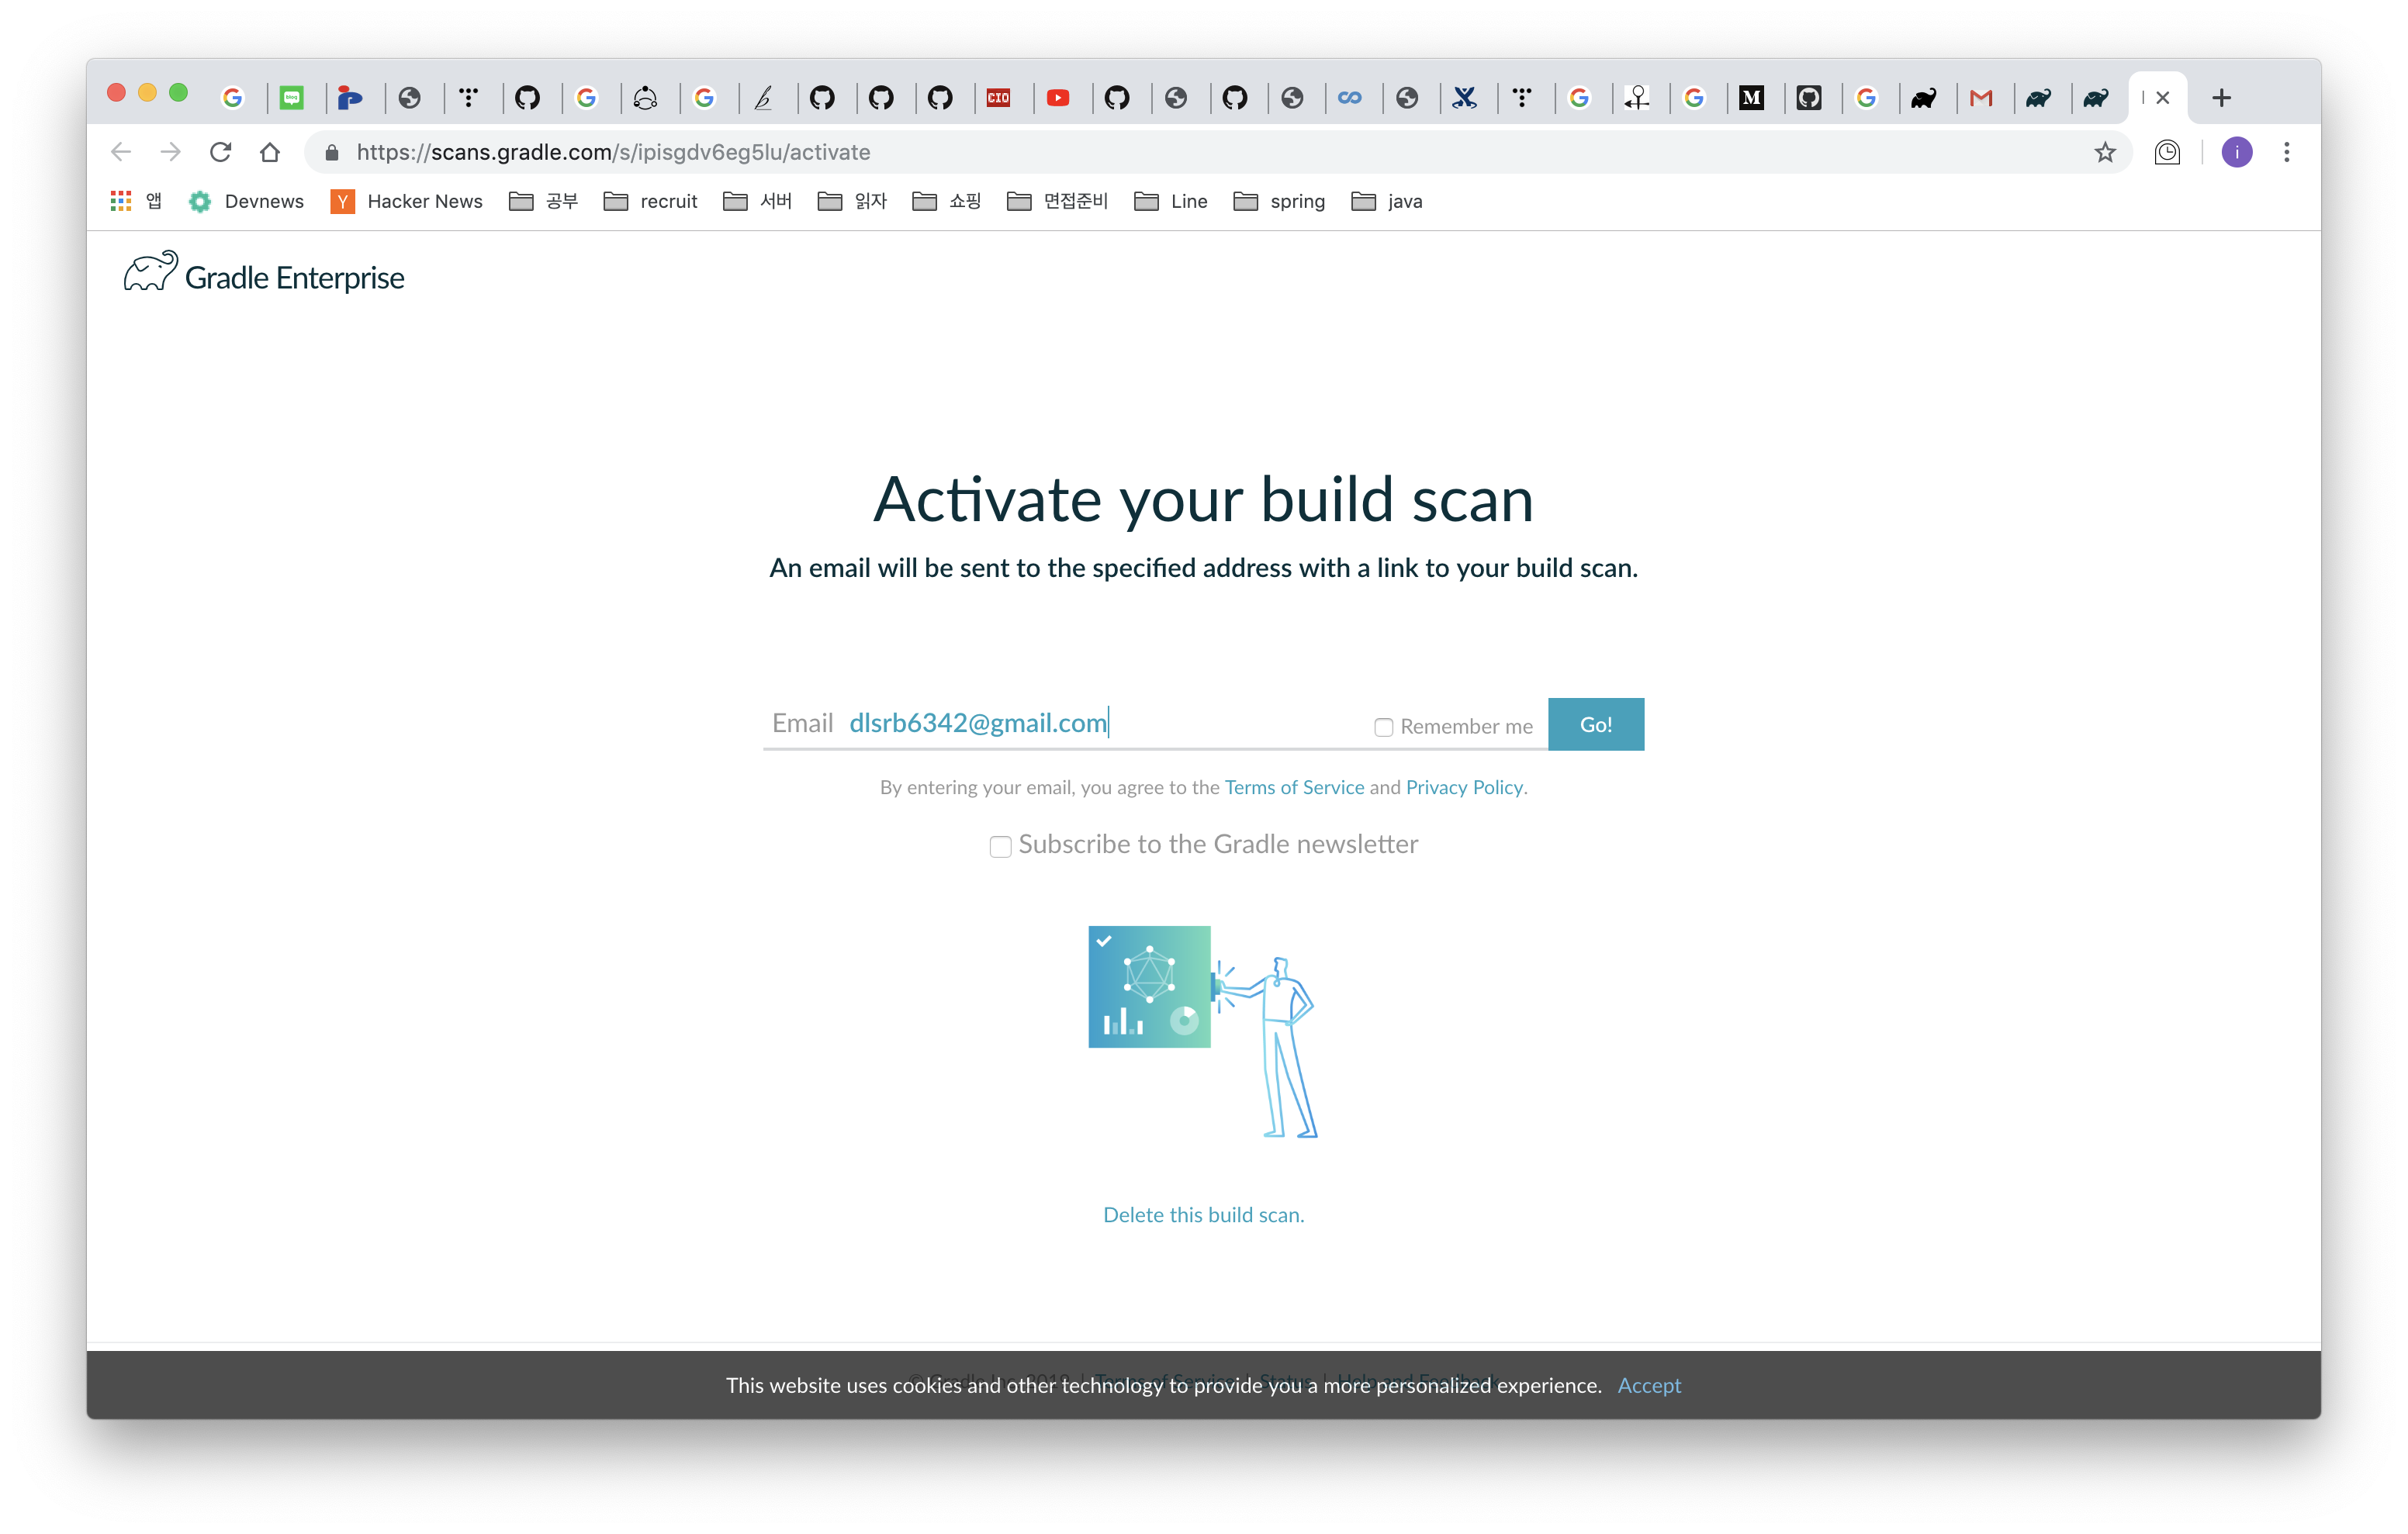 https://scans.gradle.com/s/ipisgdv6eg5lu/activate
앱 Devnews Hacker News 공부 recruit 서버 읽자 쇼핑 면접준비 Line spring java
Gradle Enterprise
Activate your build scan
An email will be sent to the specified address with a link to your build scan.
Email dlsrb6342@gmail.com Remember me Go!
By entering your email, you agree to the Terms of Service and Privacy Policy.
Subscribe to the Gradle newsletter
Delete this build scan.
This website uses cookies and other technology to provide you a more personalized experience. Accept